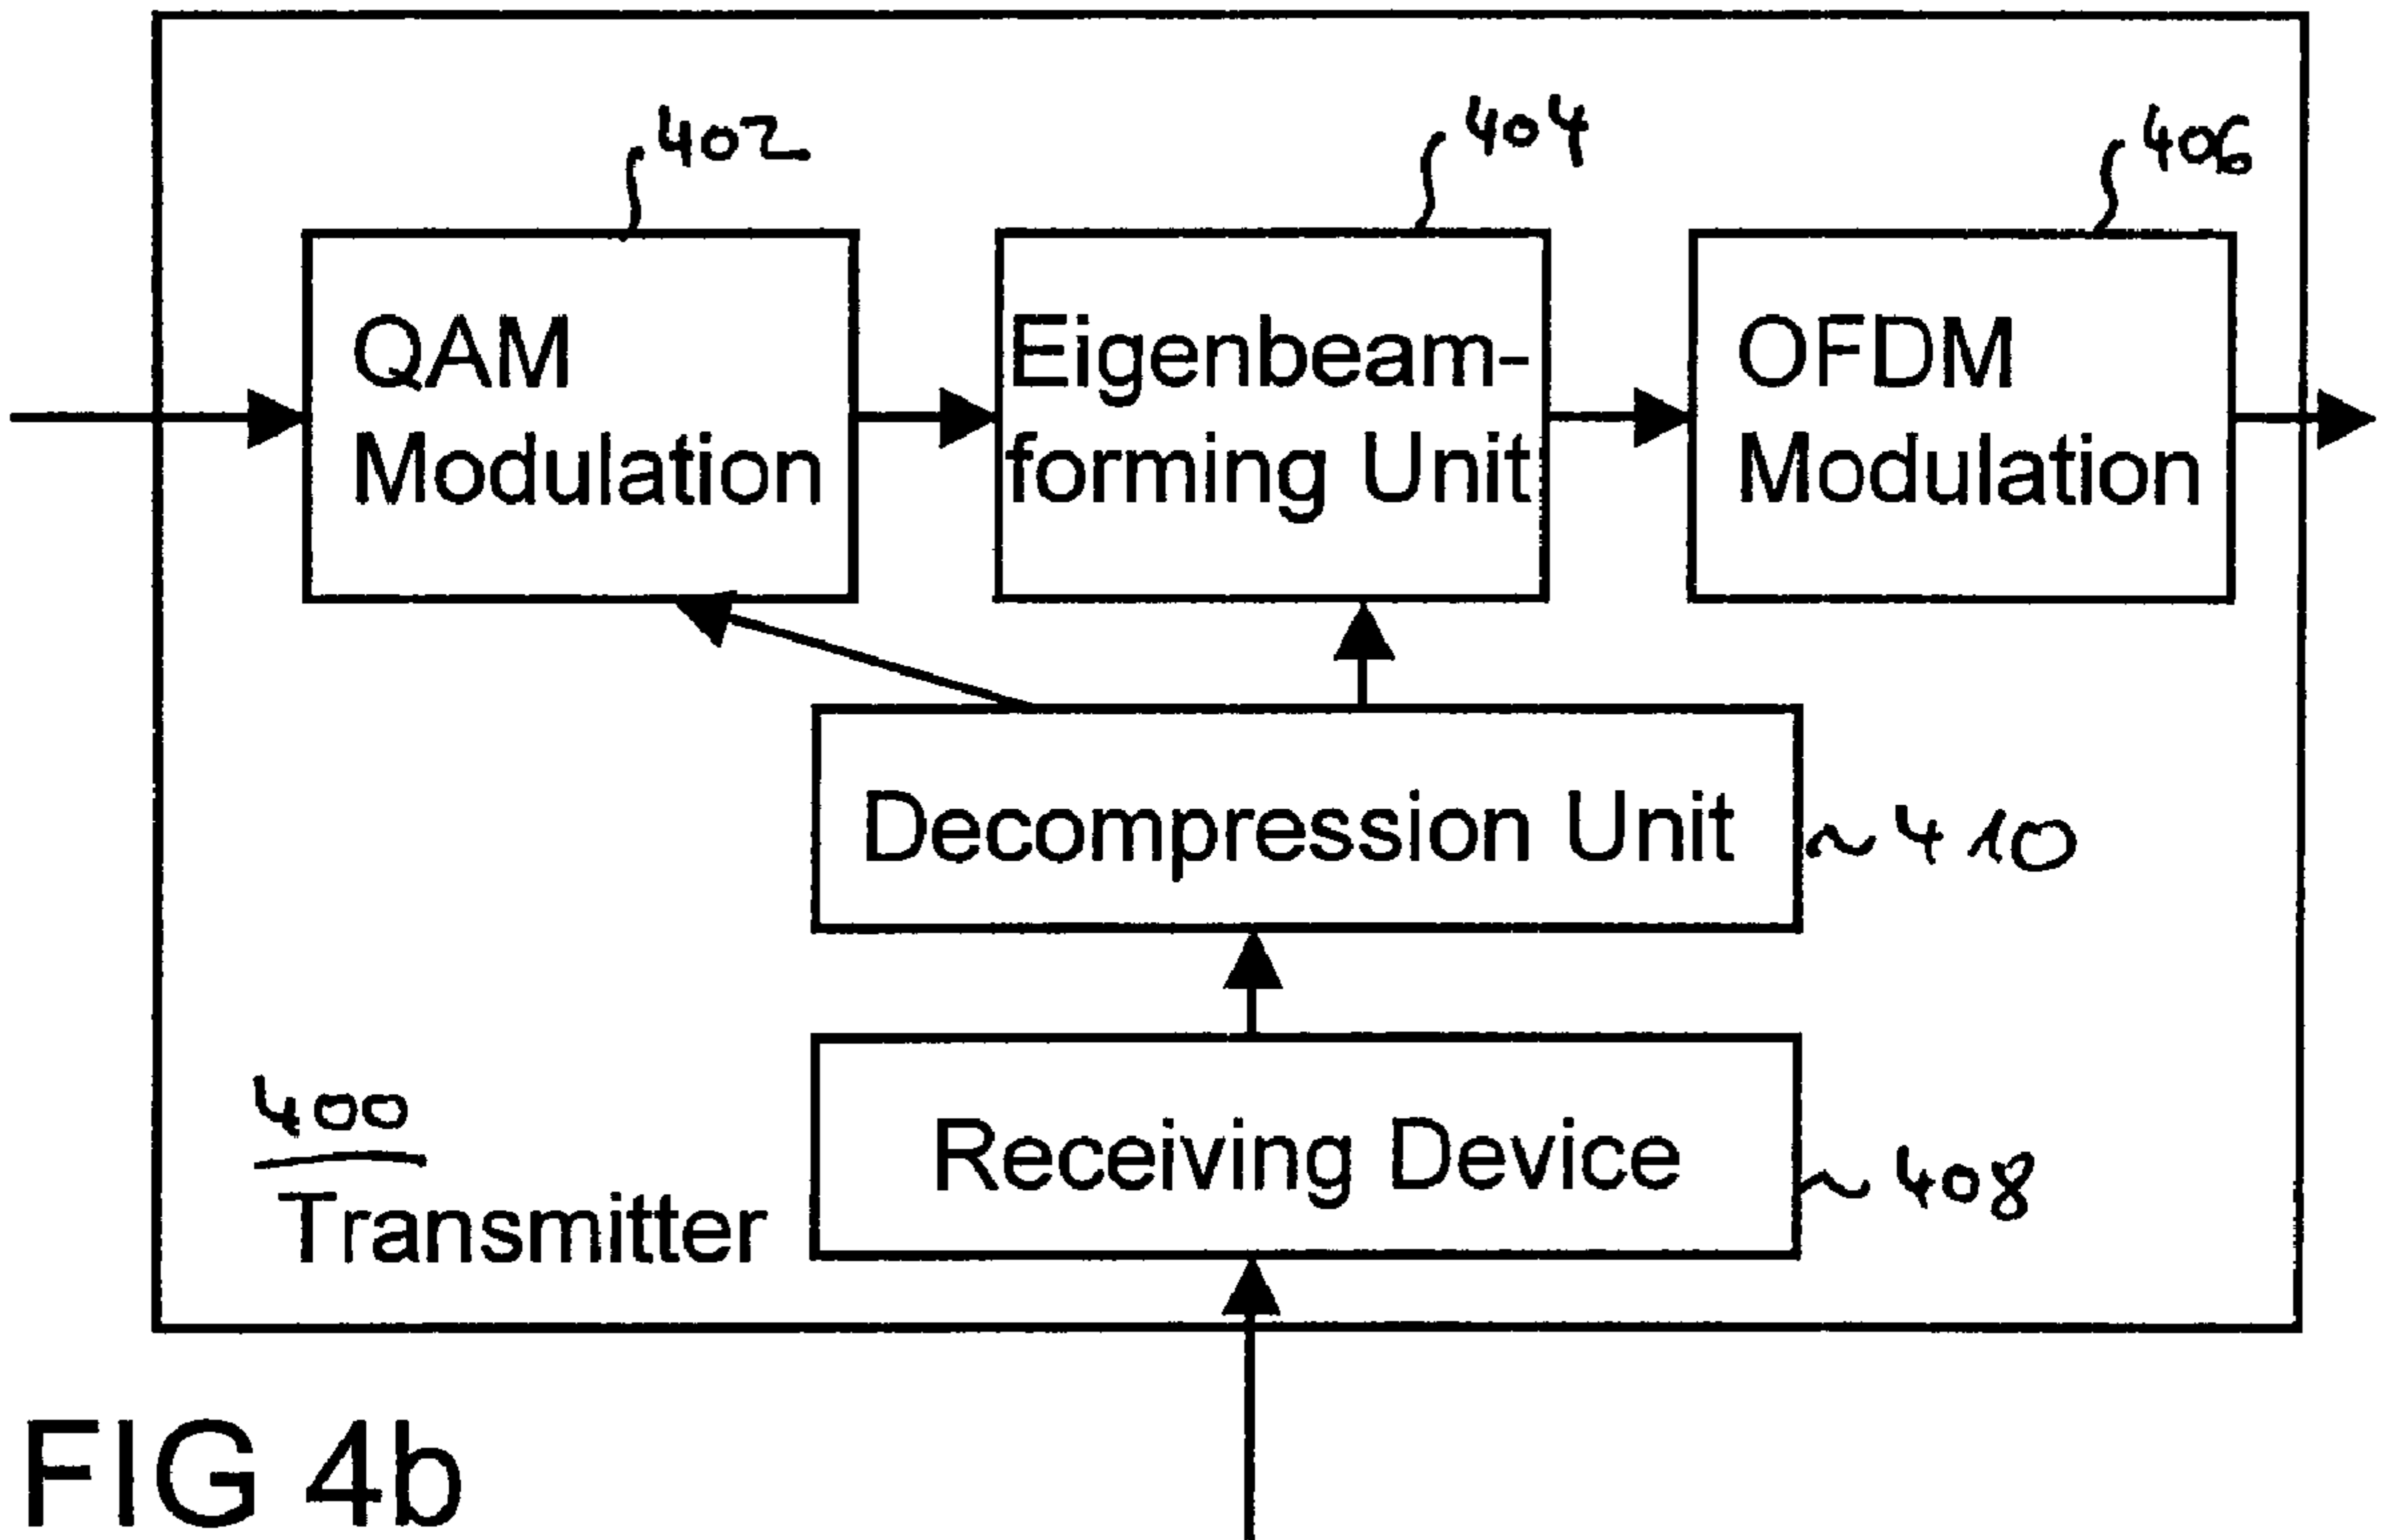 402
404
406
QAM
Modulation
Eigenbeam-
forming Unit
OFDM
Modulation
Decompression Unit
410
400
Transmitter
Receiving Device
408
FIG 4b